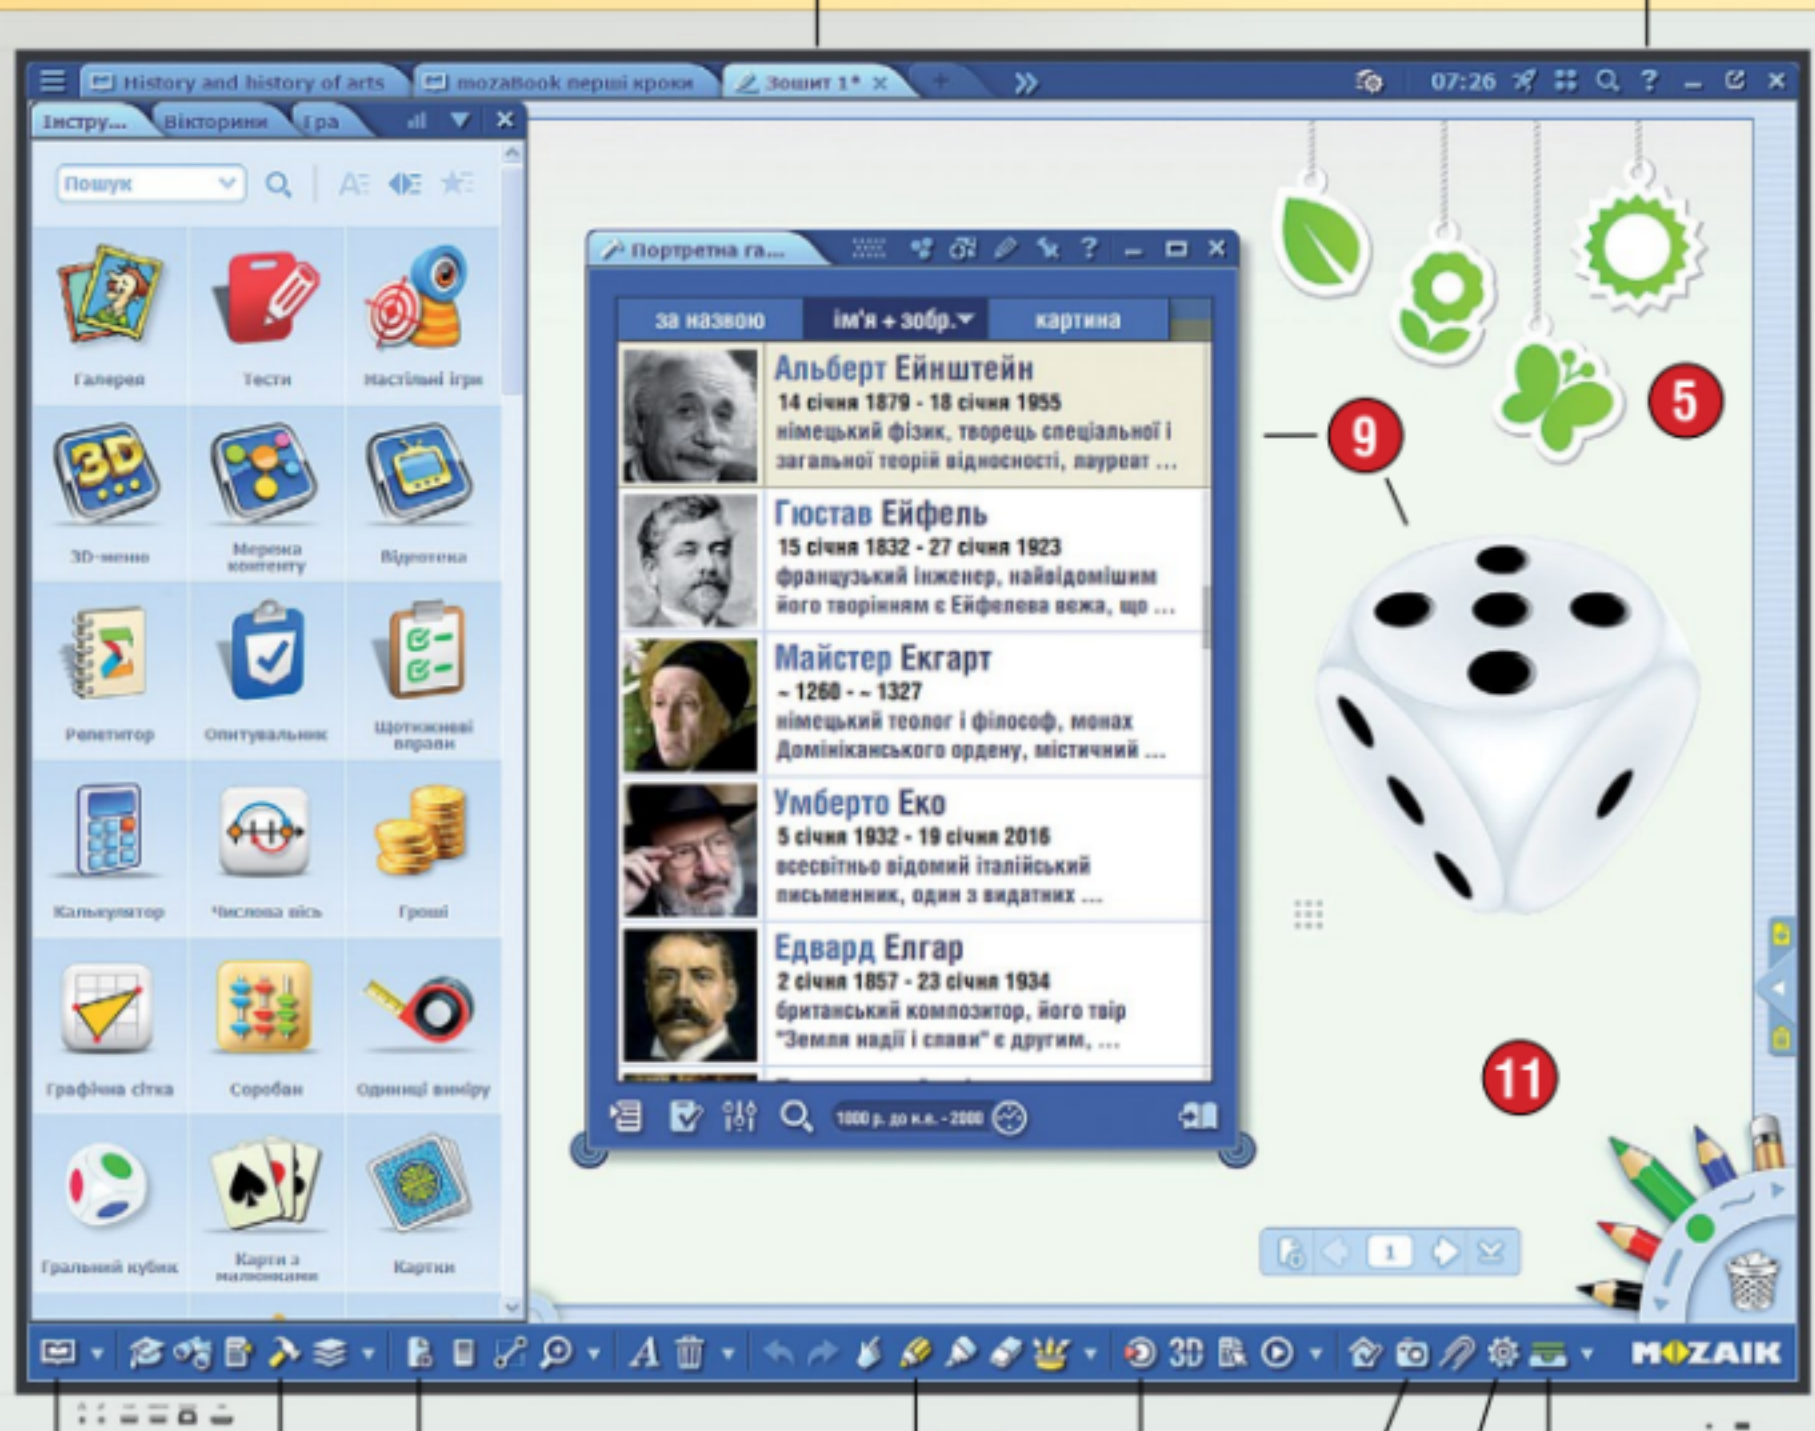 History and history of arts
mozaBook перші кроки
Зошит 1*
07:26
Інстру...
Вікторини
Гра
Пошук
Галерея
Тести
Настільні ігри
3D-меню
Мережа
контенту
Відеотека
Репетитор
Опитувальник
Щотижневі
вправи
Калькулятор
Числова вісь
Гроші
Графічна сітка
Соробан
Одиниці виміру
Гральний кубик
Карти з
малюнками
Картки
Портретна га...
за назвою
ім'я + зобр.
картина
Альберт Ейнштейн
14 січня 1879 - 18 січня 1955
німецький фізик, творець спеціальної і
загальної теорій відносності, лауреат ...
Гюстав Ейфель
15 січня 1832 - 27 січня 1923
французький інженер, найвідомішим
його творінням є Ейфелева вежа, що ...
Майстер Екгарт
~ 1260 - ~ 1327
німецький теолог і філософ, монах
Домініканського ордену, містичний ...
Умберто Еко
5 січня 1932 - 19 січня 2016
всесвітньо відомий італійський
письменник, один з видатних ...
Едвард Елгар
2 січня 1857 - 23 січня 1934
британський композитор, його твір
"Земля надії і слави" є другим, ...
1000 р. до н.е. - 2000
5
9
11
1
3D
MOZAIK